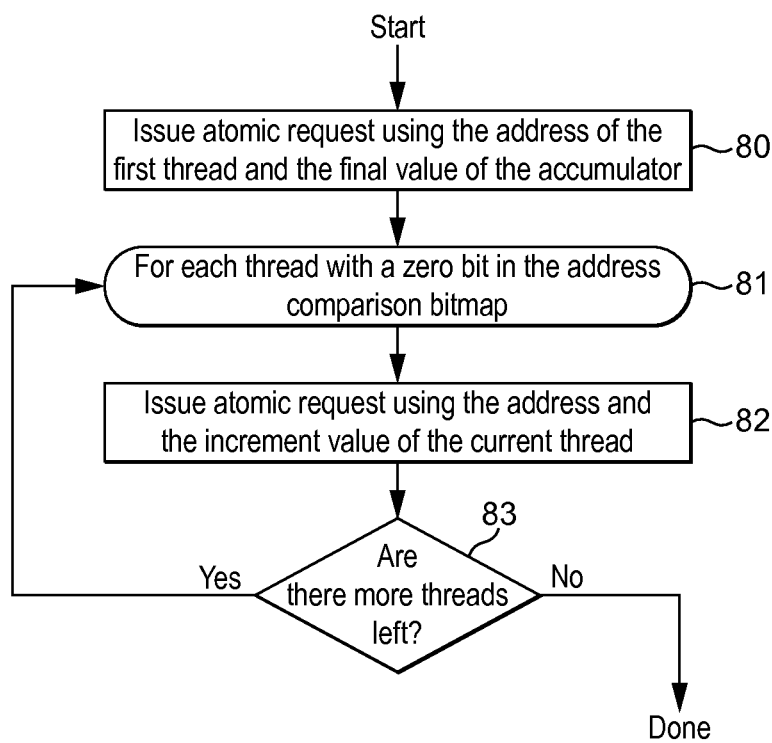 Start
Issue atomic request using the address of the
first thread and the final value of the accumulator
80
For each thread with a zero bit in the address
comparison bitmap
81
Issue atomic request using the address and
the increment value of the current thread
82
83
Are
there more threads
left?
Yes
No
Done